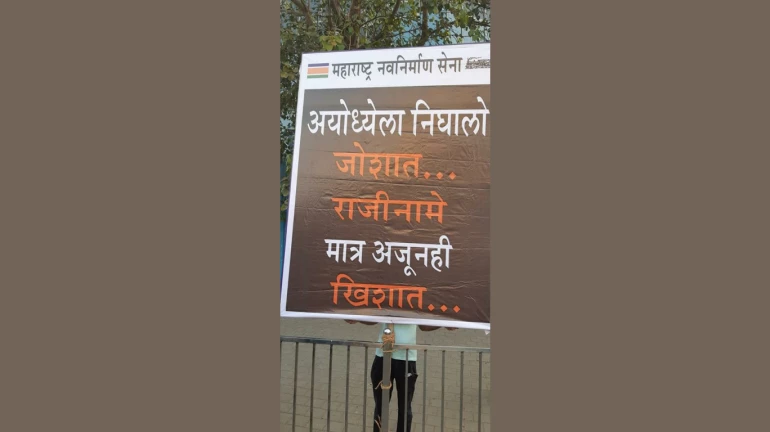 महाराष्ट्र नवनिर्माण सेना
अयोध्येला निघालो
जोशात...
राजीनामे
मात्र अजूनही
खिशात...